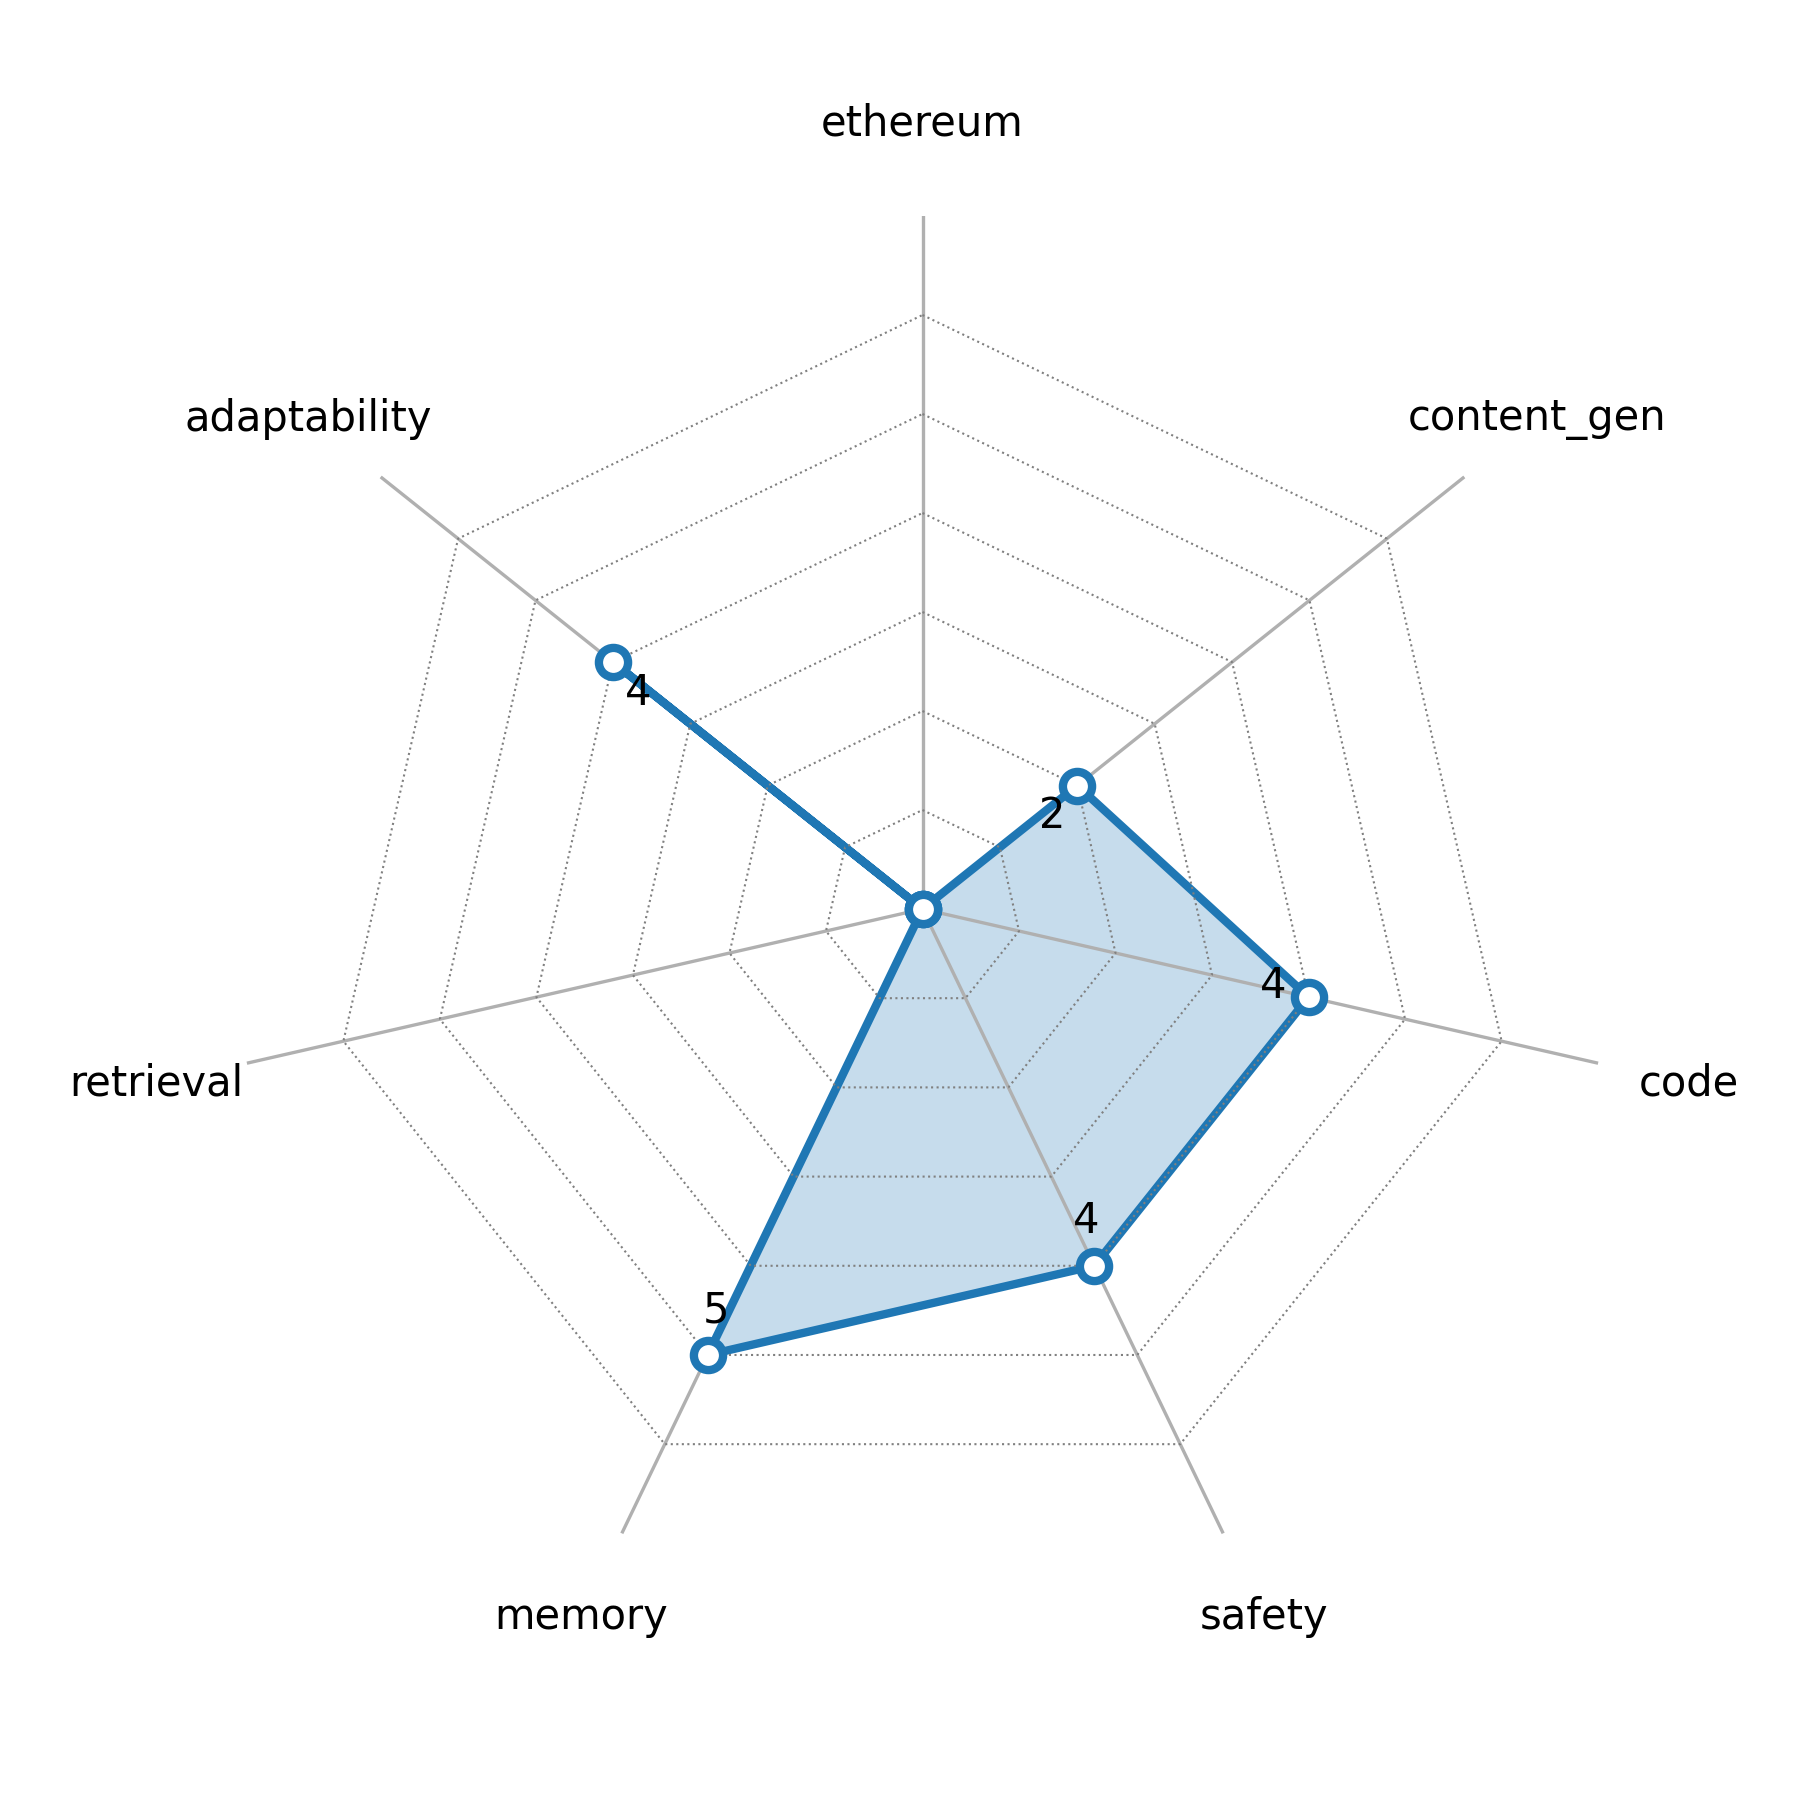 ethereum
adaptability
content_gen
4
2
4
retrieval
code
4
5
memory
safety